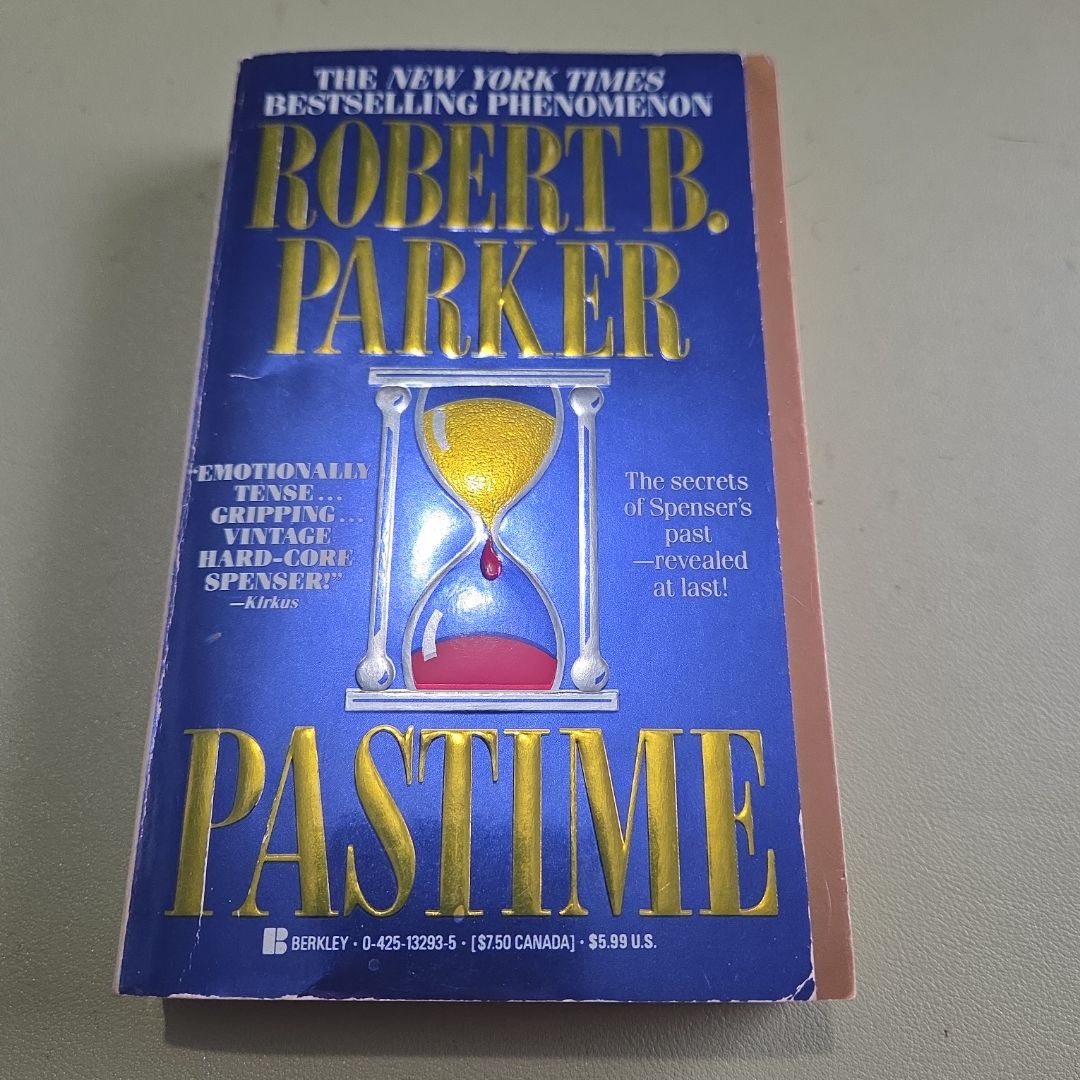 THE NEW YORK TIMES
BESTSELLING PHENOMENON
ROBERT B.
PARKER
“EMOTIONALLY
TENSE...
GRIPPING...
VINTAGE
HARD-CORE
SPENSER!”
—Kirkus
The secrets
of Spenser's
past
—revealed
at last!
PASTIME
B BERKLEY • 0-425-13293-5 • [$7.50 CANADA] • $5.99 U.S.